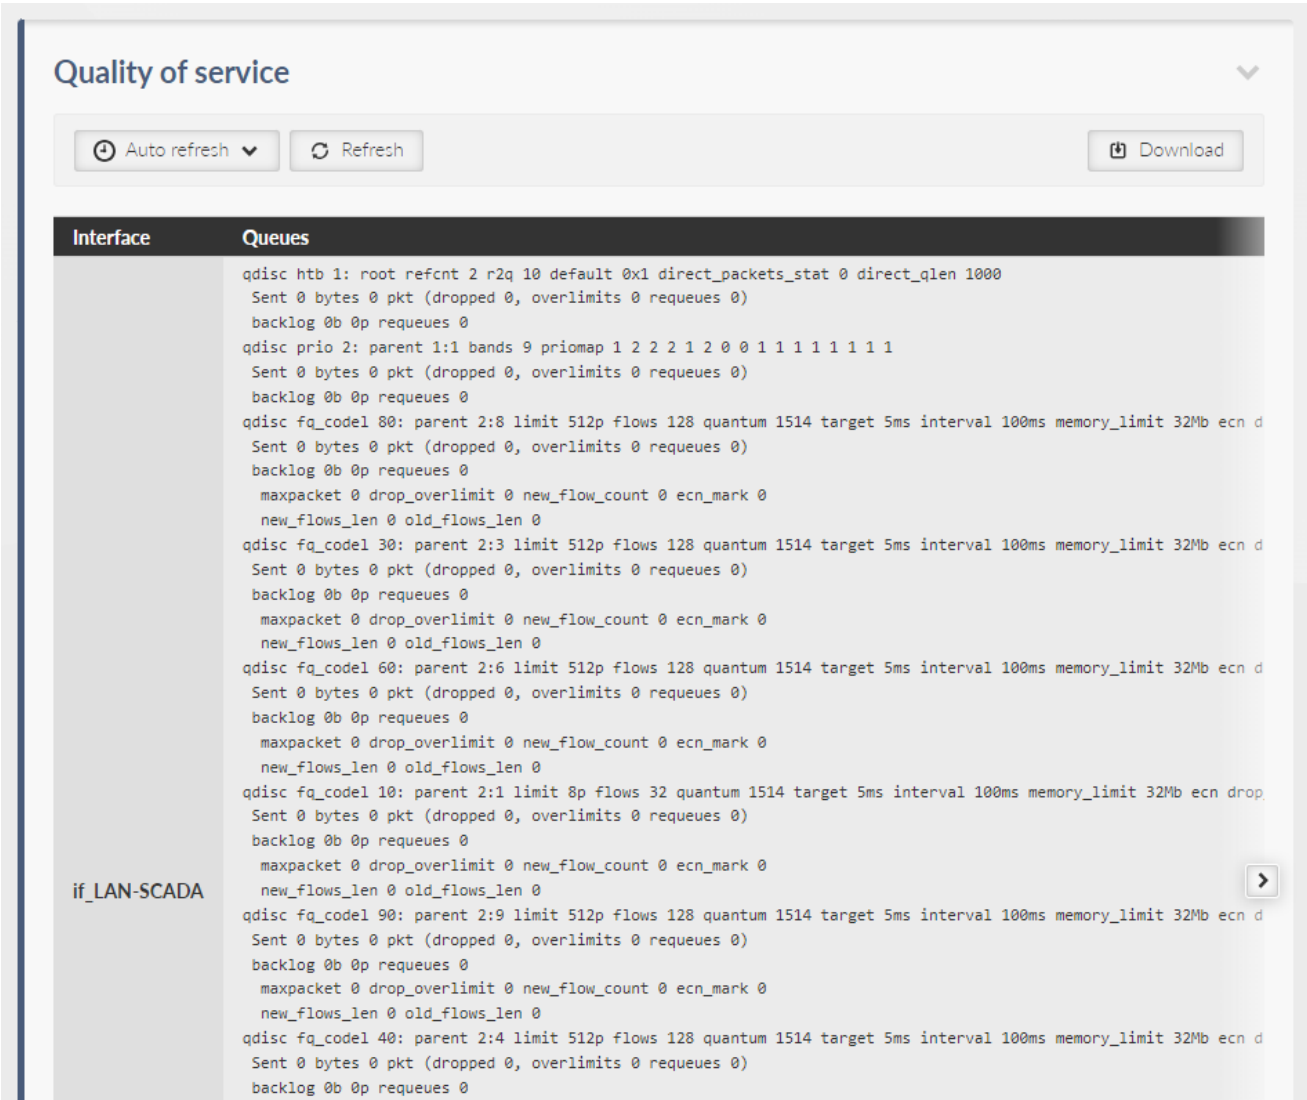 Quality of service
Auto refresh
Refresh
Download
Interface
Queues
qdisc htb 1: root refcnt 2 r2q 10 default 0x1 direct_packets_stat 0 direct_qlen 1000
Sent 0 bytes 0 pkt (dropped 0, overlimits 0 requeues 0)
backlog 0b 0p requeues 0
qdisc prio 2: parent 1:1 bands 9 priomap 1 2 2 2 1 2 0 0 1 1 1 1 1 1 1 1
Sent 0 bytes 0 pkt (dropped 0, overlimits 0 requeues 0)
backlog 0b 0p requeues 0
qdisc fq_codel 80: parent 2:8 limit 512p flows 128 quantum 1514 target 5ms interval 100ms memory_limit 32Mb ecn d
Sent 0 bytes 0 pkt (dropped 0, overlimits 0 requeues 0)
backlog 0b 0p requeues 0
maxpacket 0 drop_overlimit 0 new_flow_count 0 ecn_mark 0
new_flows_len 0 old_flows_len 0
qdisc fq_codel 30: parent 2:3 limit 512p flows 128 quantum 1514 target 5ms interval 100ms memory_limit 32Mb ecn d
Sent 0 bytes 0 pkt (dropped 0, overlimits 0 requeues 0)
backlog 0b 0p requeues 0
maxpacket 0 drop_overlimit 0 new_flow_count 0 ecn_mark 0
new_flows_len 0 old_flows_len 0
qdisc fq_codel 60: parent 2:6 limit 512p flows 128 quantum 1514 target 5ms interval 100ms memory_limit 32Mb ecn d
Sent 0 bytes 0 pkt (dropped 0, overlimits 0 requeues 0)
backlog 0b 0p requeues 0
maxpacket 0 drop_overlimit 0 new_flow_count 0 ecn_mark 0
new_flows_len 0 old_flows_len 0
qdisc fq_codel 10: parent 2:1 limit 8p flows 32 quantum 1514 target 5ms interval 100ms memory_limit 32Mb ecn drop_
Sent 0 bytes 0 pkt (dropped 0, overlimits 0 requeues 0)
backlog 0b 0p requeues 0
maxpacket 0 drop_overlimit 0 new_flow_count 0 ecn_mark 0
if_LAN-SCADA
new_flows_len 0 old_flows_len 0
qdisc fq_codel 90: parent 2:9 limit 512p flows 128 quantum 1514 target 5ms interval 100ms memory_limit 32Mb ecn d
Sent 0 bytes 0 pkt (dropped 0, overlimits 0 requeues 0)
backlog 0b 0p requeues 0
maxpacket 0 drop_overlimit 0 new_flow_count 0 ecn_mark 0
new_flows_len 0 old_flows_len 0
qdisc fq_codel 40: parent 2:4 limit 512p flows 128 quantum 1514 target 5ms interval 100ms memory_limit 32Mb ecn d
Sent 0 bytes 0 pkt (dropped 0, overlimits 0 requeues 0)
backlog 0b 0p requeues 0